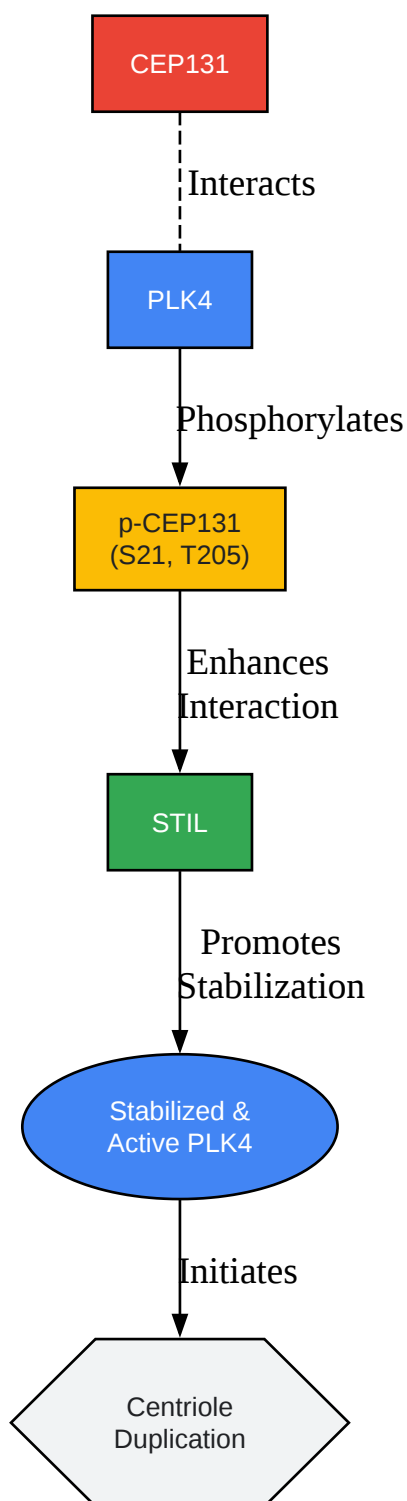 CEP131
Interacts
PLK4
Phosphorylates
p-CEP131
(S21, T205)
Enhances
Interaction
STIL
Promotes
Stabilization
Stabilized &
Active PLK4
Initiates
Centriole
Duplication